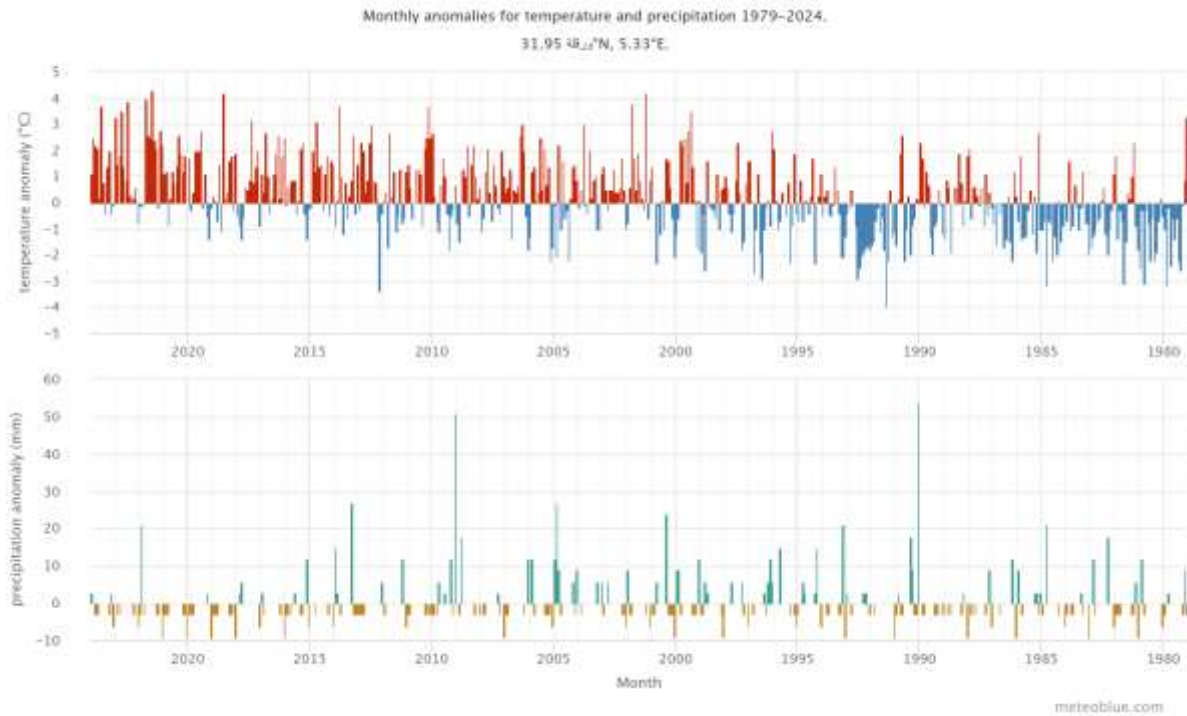 Monthly anomalies for temperature and precipitation 1979–2024.
31.95 °N, 5.33°E.
temperature anomaly (°C)
5
4
3
2
1
0
−1
−2
−3
−4
−5
2020 2015 2010 2005 2000 1995 1990 1985 1980
precipitation anomaly (mm)
60
50
40
30
20
10
0
−10
2020 2015 2010 2005 2000 1995 1990 1985 1980
Month
meteoblue.com